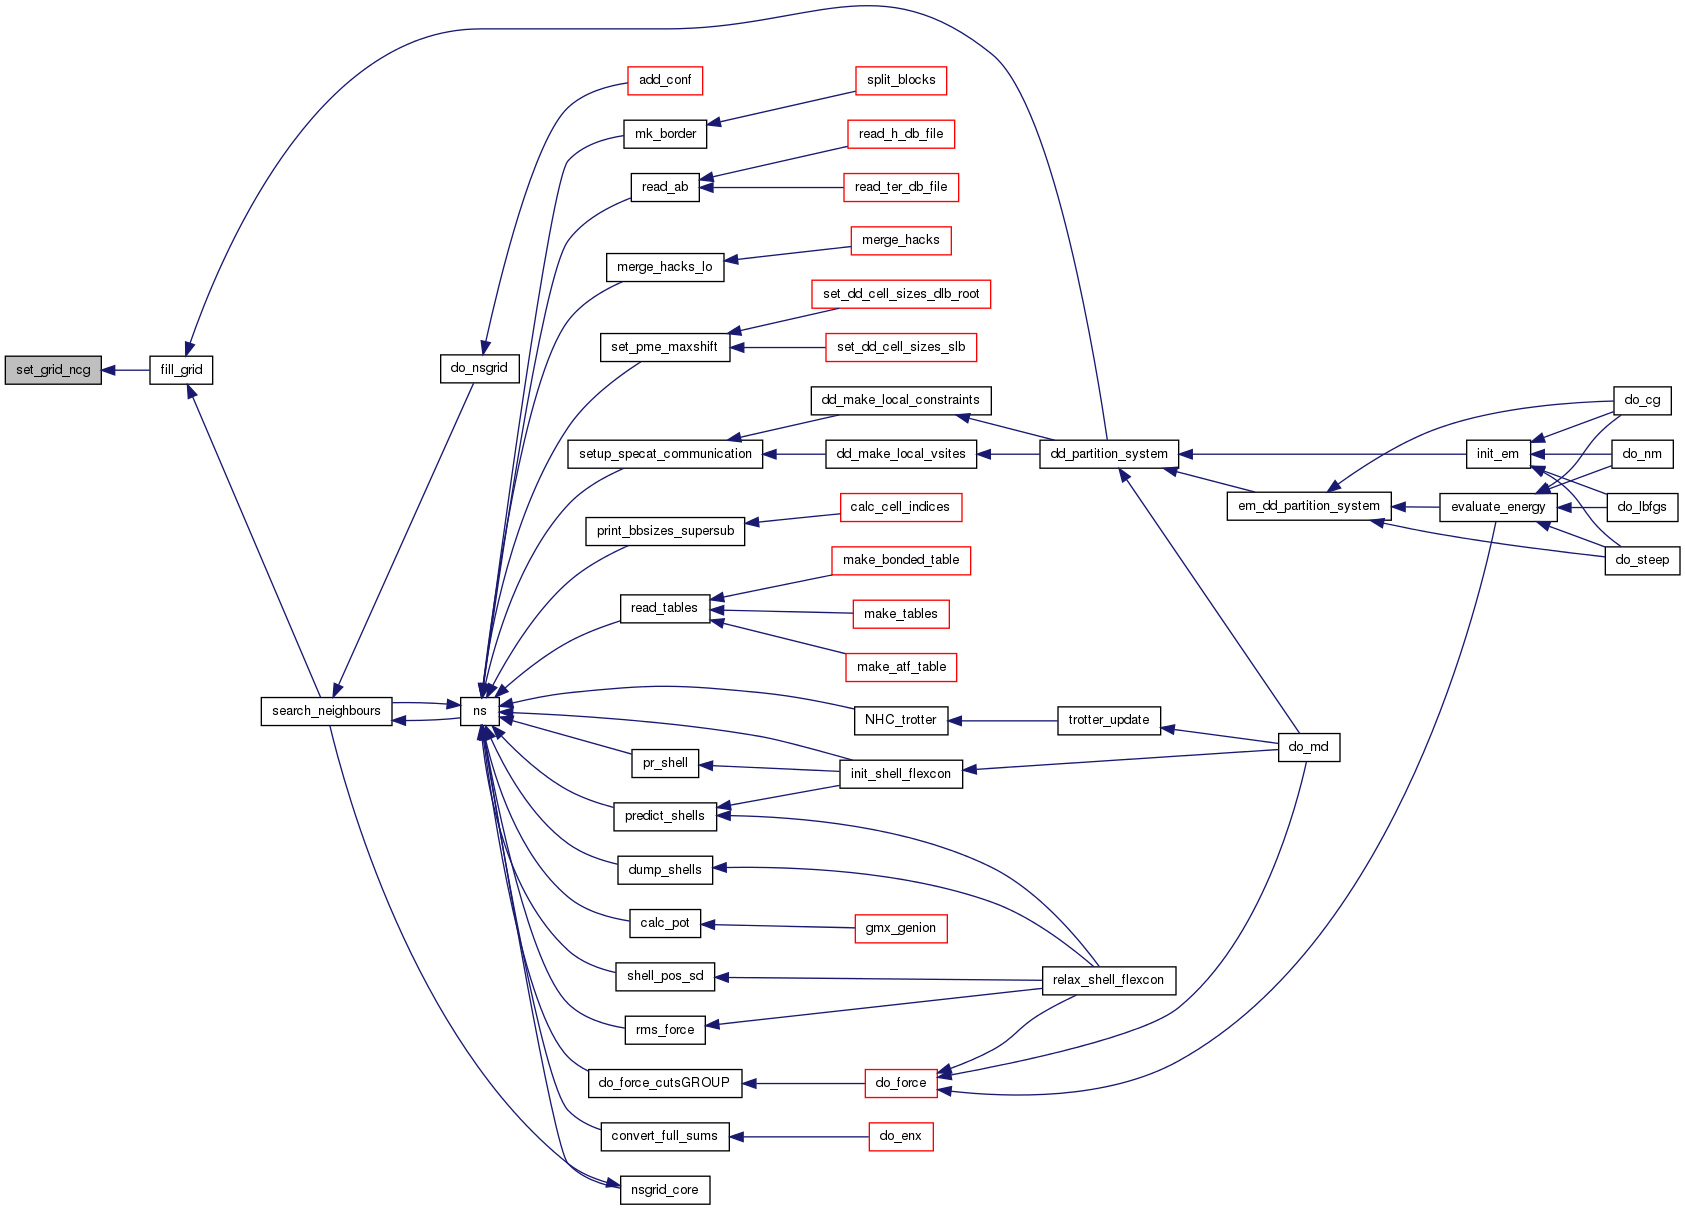 set_grid_ncg
fill_grid
search_neighbours
do_nsgrid
ns
add_conf
mk_border
read_ab
merge_hacks_lo
set_pme_maxshift
setup_specat_communication
print_bbsizes_supersub
read_tables
pr_shell
predict_shells
dump_shells
calc_pot
shell_pos_sd
rms_force
do_force_cutsGROUP
convert_full_sums
nsgrid_core
split_blocks
read_h_db_file
read_ter_db_file
merge_hacks
set_dd_cell_sizes_dlb_root
set_dd_cell_sizes_slb
dd_make_local_constraints
dd_make_local_vsites
calc_cell_indices
make_bonded_table
make_tables
make_atf_table
NHC_trotter
init_shell_flexcon
gmx_genion
do_force
do_enx
dd_partition_system
trotter_update
relax_shell_flexcon
em_dd_partition_system
do_md
init_em
evaluate_energy
do_cg
do_nm
do_lbfgs
do_steep